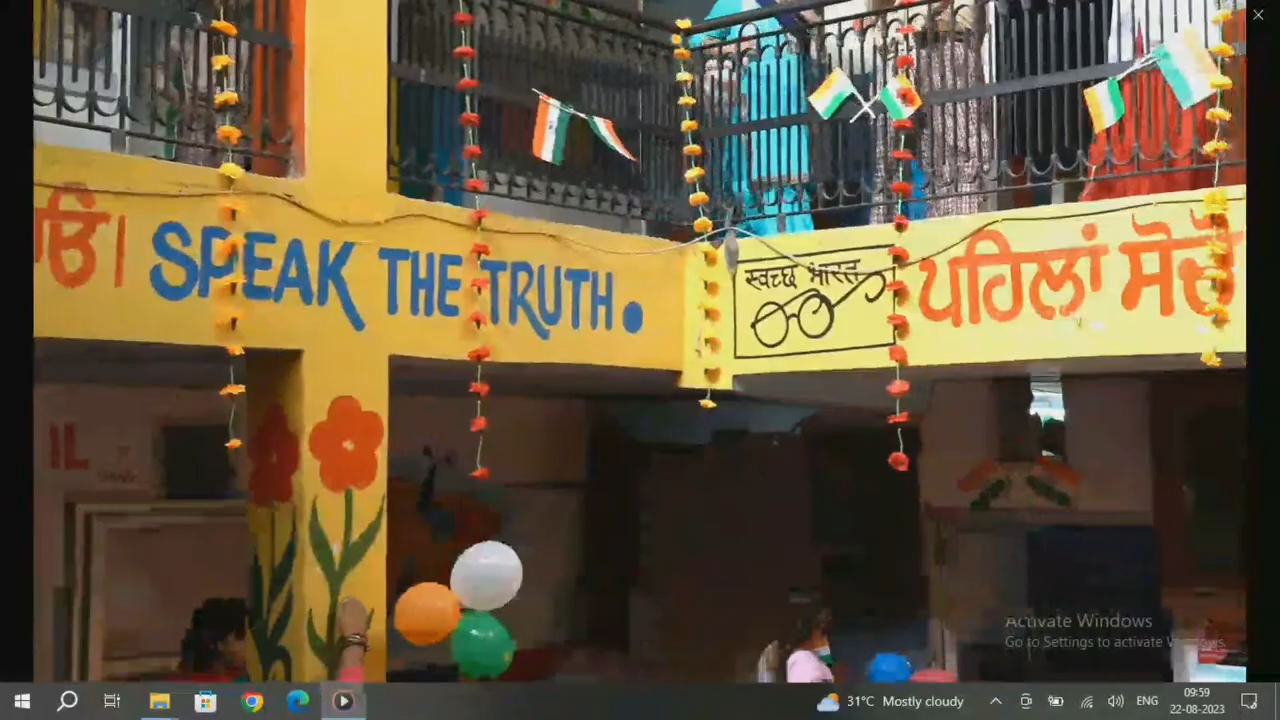 ਓ।
SPEAK THE TRUTH.
स्वच्छ भारत
ਪਹਿਲਾਂ ਸੋਚੋ
IL
Activate Windows
Go to Settings to activate Windows.
31°C Mostly cloudy
ENG
09:59
22-08-2023